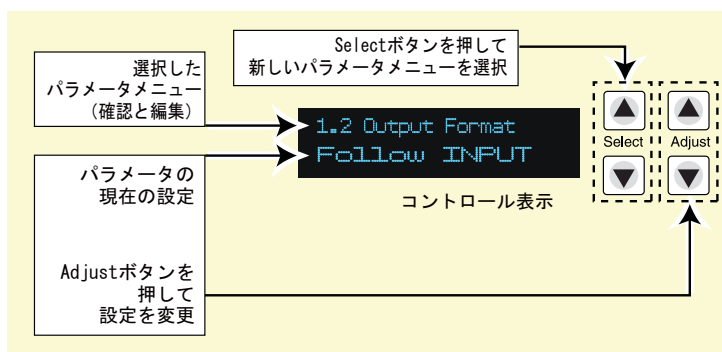 Selectボタンを押して
新しいパラメータメニューを選択
選択した
パラメータメニュー
（確認と編集）
1.2 Output Format
Follow INPUT
Select
Adjust
コントロール表示
パラメータの
現在の設定
Adjustボタンを
押して
設定を変更